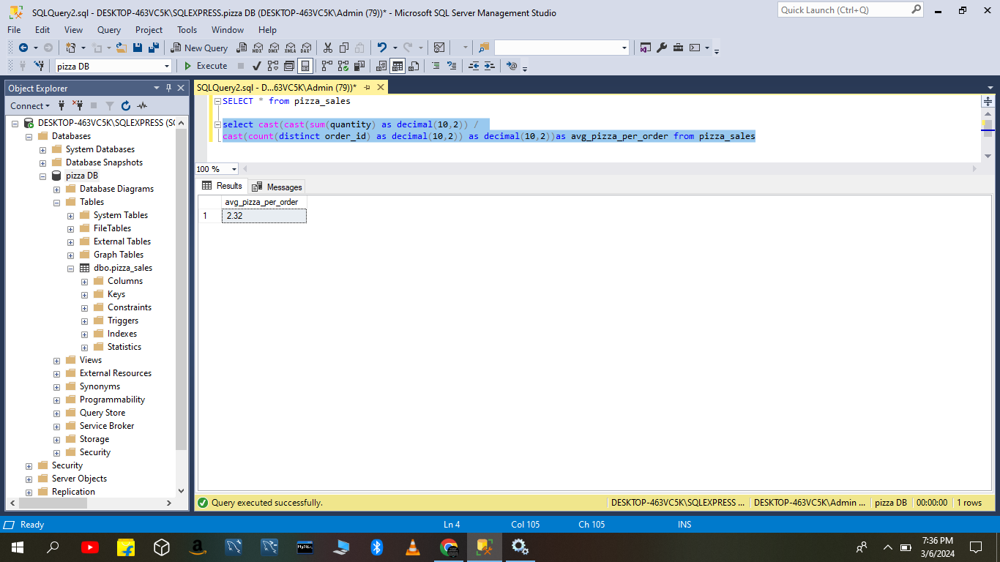 SQLQuery2.sql - DESKTOP-463VC5K\SQLEXPRESS.pizza DB (DESKTOP-463VC5K\Admin (79))* - Microsoft SQL Server Management Studio
Quick Launch (Ctrl+Q)
File Edit View Query Project Tools Window Help
New Query MDX DMX XMLA DAX
pizza DB Execute
Object Explorer
SQLQuery2.sql - D...63VC5K\Admin (79))*
Connect
SELECT * from pizza_sales
select cast(cast(sum(quantity) as decimal(10,2)) /
cast(count(distinct order_id) as decimal(10,2)) as decimal(10,2))as avg_pizza_per_order from pizza_sales
100 %
Results Messages
avg_pizza_per_order
1 2.32
DESKTOP-463VC5K\SQLEXPRESS (SQ
Databases
System Databases
Database Snapshots
pizza DB
Database Diagrams
Tables
System Tables
FileTables
External Tables
Graph Tables
dbo.pizza_sales
Columns
Keys
Constraints
Triggers
Indexes
Statistics
Views
External Resources
Synonyms
Programmability
Query Store
Service Broker
Storage
Security
Security
Server Objects
Replication
Query executed successfully. DESKTOP-463VC5K\SQLEXPRESS ... DESKTOP-463VC5K\Admin ... pizza DB 00:00:00 1 rows
Ready Ln 4 Col 105 Ch 105 INS
MySQL
7:36 PM
3/6/2024